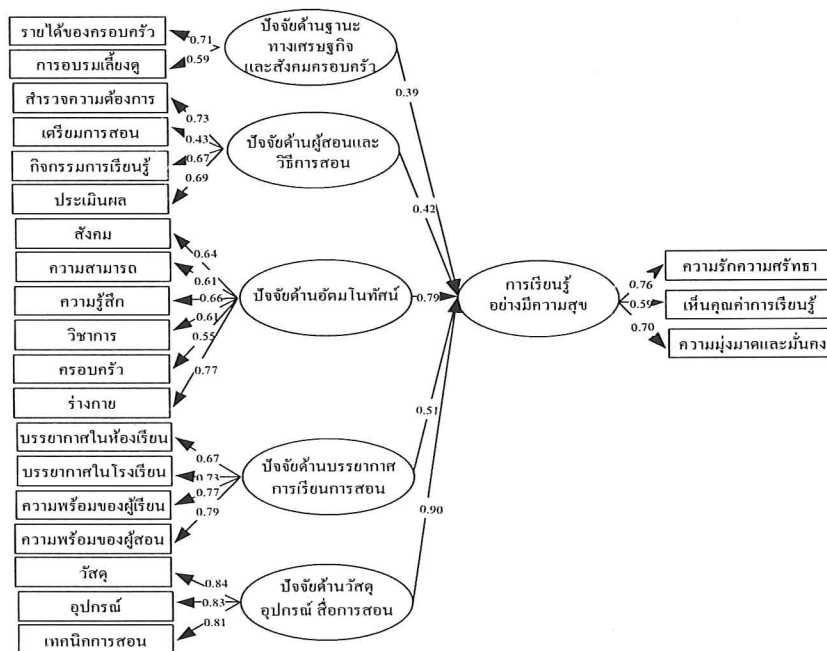 รายได้ของครอบครัว
การอบรมเลี้ยงดู
0.71
0.59
ปัจจัยด้านฐานะ
ทางเศรษฐกิจ
และสังคมครอบครัว
0.39
สำรวจความต้องการ
เตรียมการสอน
กิจกรรมการเรียนรู้
ประเมินผล
0.73
0.43
0.67
0.69
ปัจจัยด้านผู้สอนและ
วิธีการสอน
0.42
สังคม
ความสามารถ
ความรู้สึก
วิชาการ
ครอบครัว
ร่างกาย
0.64
0.61
0.66
0.61
0.55
0.77
ปัจจัยด้านอัตมโนทัศน์
0.79
การเรียนรู้
อย่างมีความสุข
0.76
0.59
0.70
ความรักความศรัทธา
เห็นคุณค่าการเรียนรู้
ความมุ่งมาดและมั่นคง
บรรยากาศในห้องเรียน
บรรยากาศในโรงเรียน
ความพร้อมของผู้เรียน
ความพร้อมของผู้สอน
0.67
0.73
0.77
0.79
ปัจจัยด้านบรรยากาศ
การเรียนการสอน
0.51
วัสดุ
อุปกรณ์
เทคนิคการสอน
0.84
0.83
0.81
ปัจจัยด้านวัสดุ
อุปกรณ์ สื่อการสอน
0.90